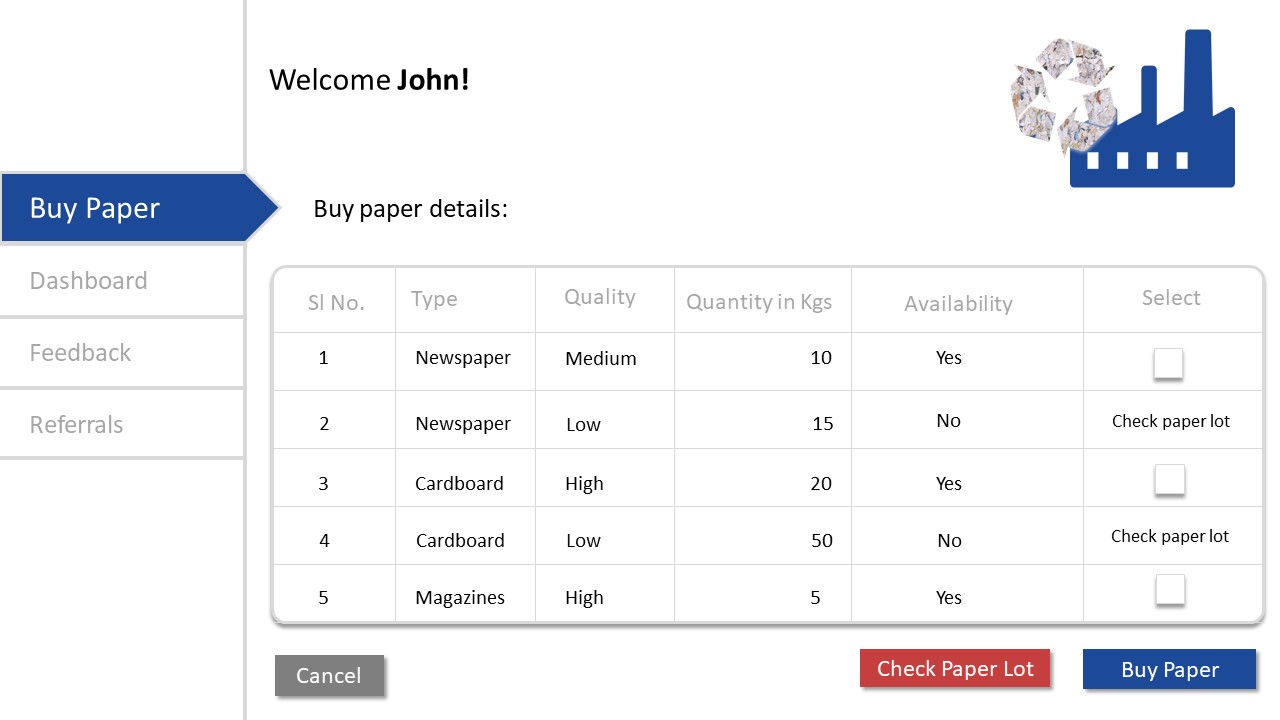 Welcome John!
Buy Paper
Buy paper details:
Dashboard
Feedback
Referrals
Sl No. Type Quality Quantity in Kgs Availability Select
1 Newspaper Medium 10 Yes
2 Newspaper Low 15 No Check paper lot
3 Cardboard High 20 Yes
4 Cardboard Low 50 No Check paper lot
5 Magazines High 5 Yes
Cancel Check Paper Lot Buy Paper